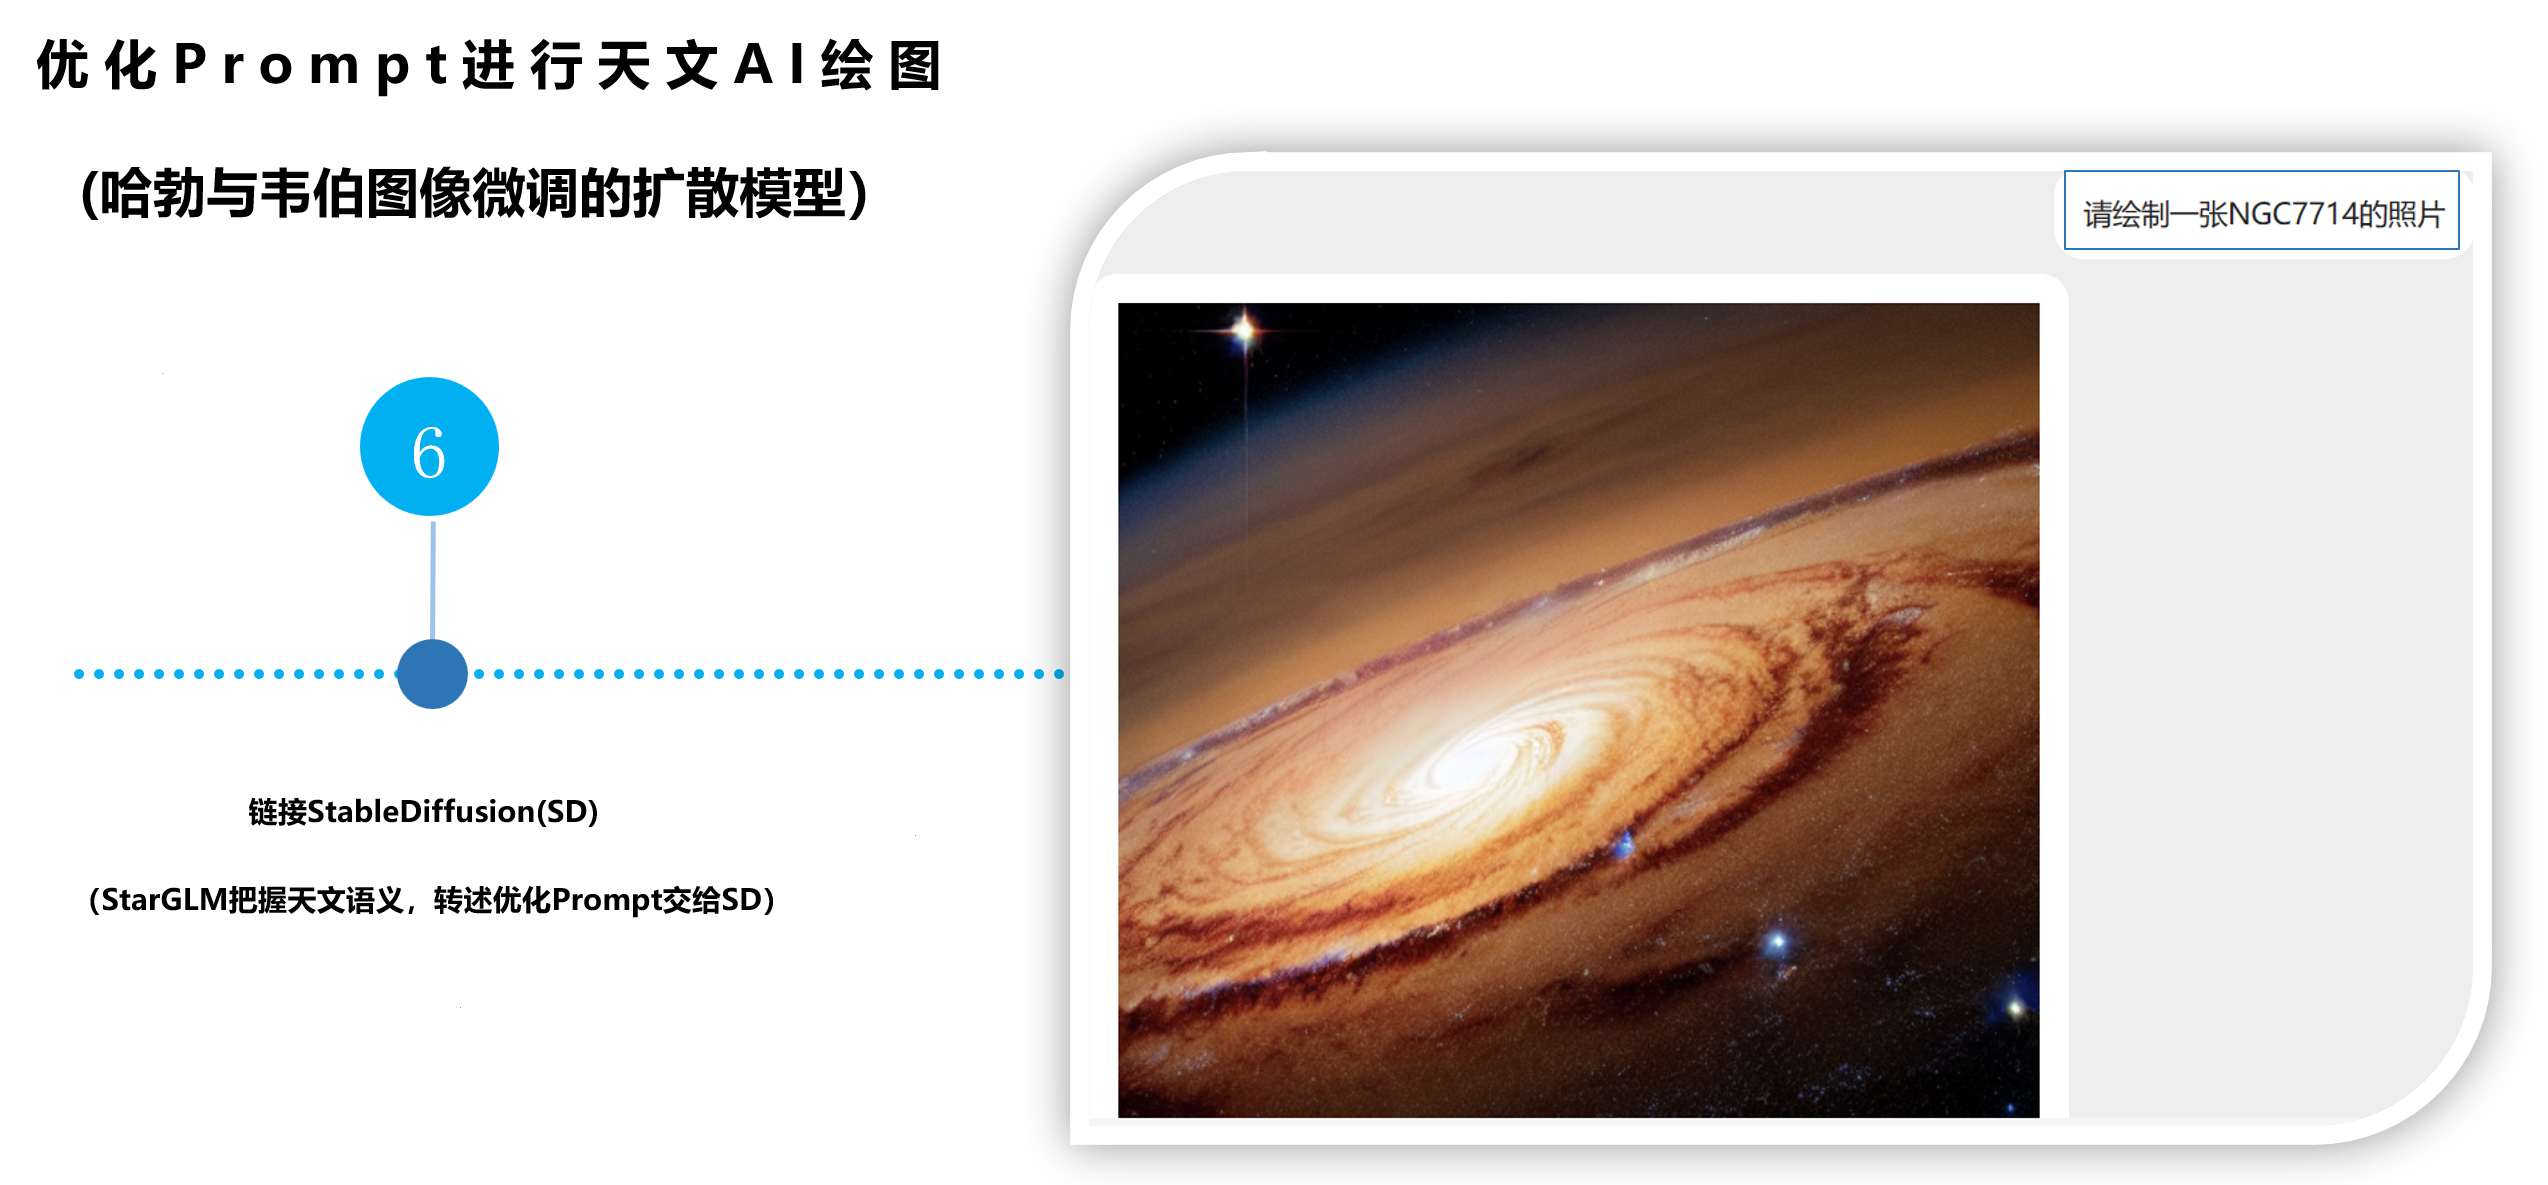 优化Prompt进行天文AI绘图
(哈勃与韦伯图像微调的扩散模型)
请绘制一张NGC7714的照片
6
链接StableDiffusion(SD)
（StarGLM把握天文语义，转述优化Prompt交给SD）